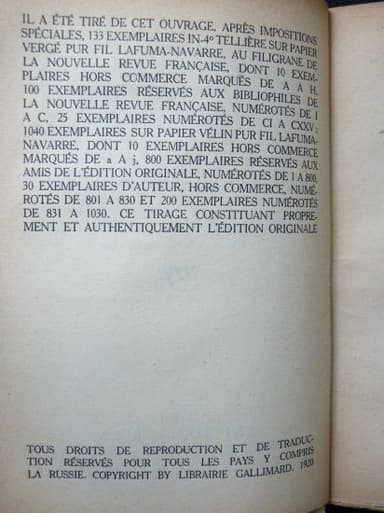 IL A ÉTÉ TIRÉ DE CET OUVRAGE, APRÈS IMPOSITIONS
SPÉCIALES, 133 EXEMPLAIRES IN-4º TELLIÈRE SUR PAPIER
VERGÉ PUR FIL LAFUMA-NAVARRE, AU FILIGRANE DE
LA NOUVELLE REVUE FRANÇAISE, DONT 10 EXEM-
PLAIRES HORS COMMERCE MARQUÉS DE A A H,
100 EXEMPLAIRES RÉSERVÉS AUX BIBLIOPHILES DE
LA NOUVELLE REVUE FRANÇAISE, NUMÉROTÉS DE I
A C, 25 EXEMPLAIRES NUMÉROTÉS DE CI A CXXV ;
1040 EXEMPLAIRES SUR PAPIER VÉLIN PUR FIL LAFUMA-
NAVARRE, DONT 10 EXEMPLAIRES HORS COMMERCE
MARQUÉS DE a A j, 800 EXEMPLAIRES RÉSERVÉS AUX
AMIS DE L'ÉDITION ORIGINALE, NUMÉROTÉS DE 1 A 800,
30 EXEMPLAIRES D'AUTEUR, HORS COMMERCE, NUMÉ-
ROTÉS DE 801 A 830 ET 200 EXEMPLAIRES NUMÉROTÉS
DE 831 A 1030. CE TIRAGE CONSTITUANT PROPRE-
MENT ET AUTHENTIQUEMENT L'ÉDITION ORIGINALE
TOUS DROITS DE REPRODUCTION ET DE TRADUC-
TION RÉSERVÉS POUR TOUS LES PAYS Y COMPRIS
LA RUSSIE. COPYRIGHT BY LIBRAIRIE GALLIMARD. 1920